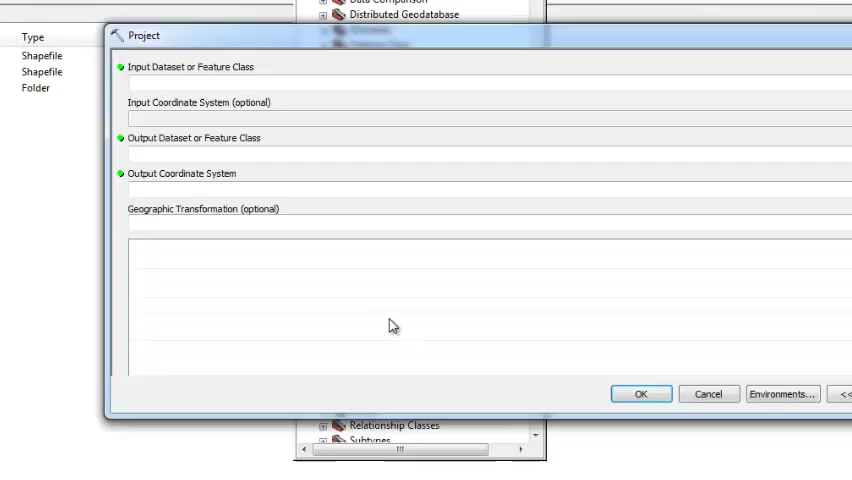 Data Comparison
Distributed Geodatabase
Type
Project
Shapefile
Shapefile
Folder
Input Dataset or Feature Class
Input Coordinate System (optional)
Output Dataset or Feature Class
Output Coordinate System
Geographic Transformation (optional)
OK
Cancel
Environments...
<<
Relationship Classes
Subtypes